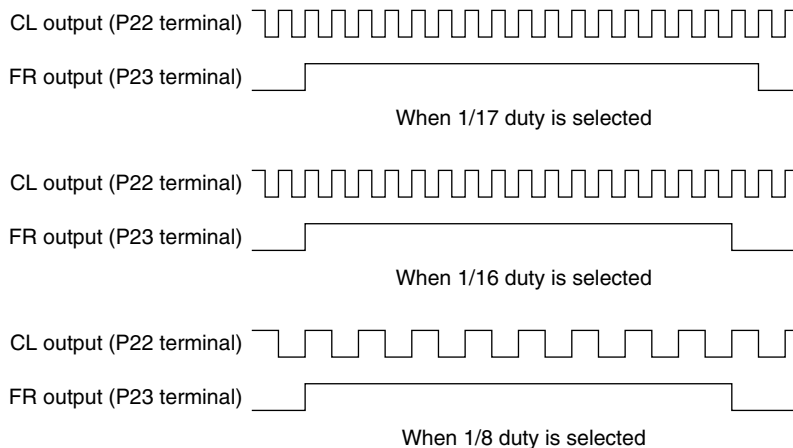 CL output (P22 terminal)
FR output (P23 terminal)
When 1/17 duty is selected
CL output (P22 terminal)
FR output (P23 terminal)
When 1/16 duty is selected
CL output (P22 terminal)
FR output (P23 terminal)
When 1/8 duty is selected